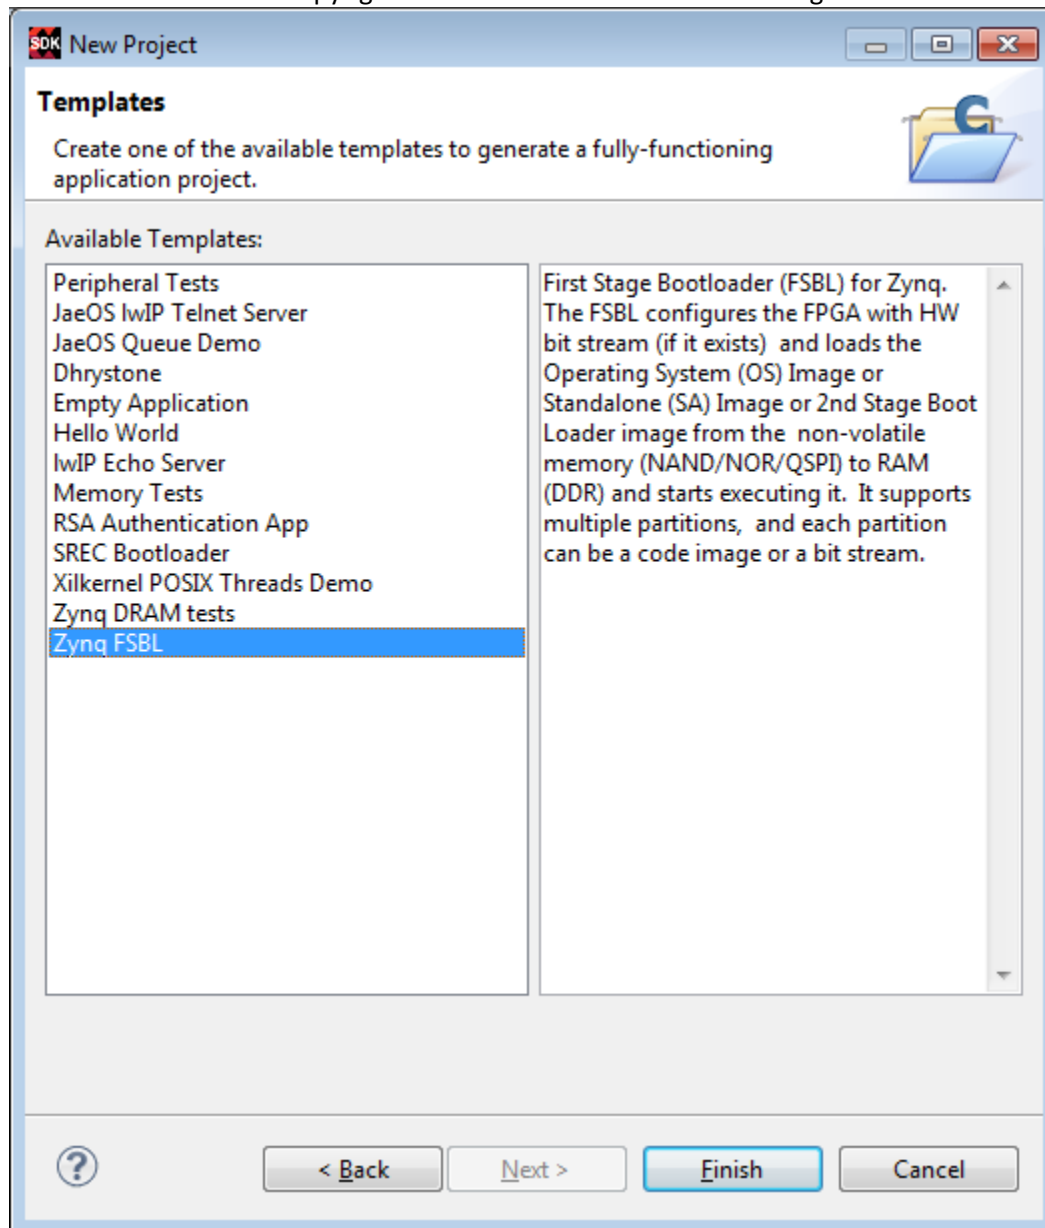 SDK New Project
Templates
Create one of the available templates to generate a fully-functioning
application project.
Available Templates:
Peripheral Tests
JaeOS lwIP Telnet Server
JaeOS Queue Demo
Dhrystone
Empty Application
Hello World
lwIP Echo Server
Memory Tests
RSA Authentication App
SREC Bootloader
Xilkernel POSIX Threads Demo
Zynq DRAM tests
Zynq FSBL
First Stage Bootloader (FSBL) for Zynq.
The FSBL configures the FPGA with HW
bit stream (if it exists)  and loads the
Operating System (OS) Image or
Standalone (SA) Image or 2nd Stage Boot
Loader image from the  non-volatile
memory (NAND/NOR/QSPI) to RAM
(DDR) and starts executing it.  It supports
multiple partitions,  and each partition
can be a code image or a bit stream.
< Back
Next >
Finish
Cancel